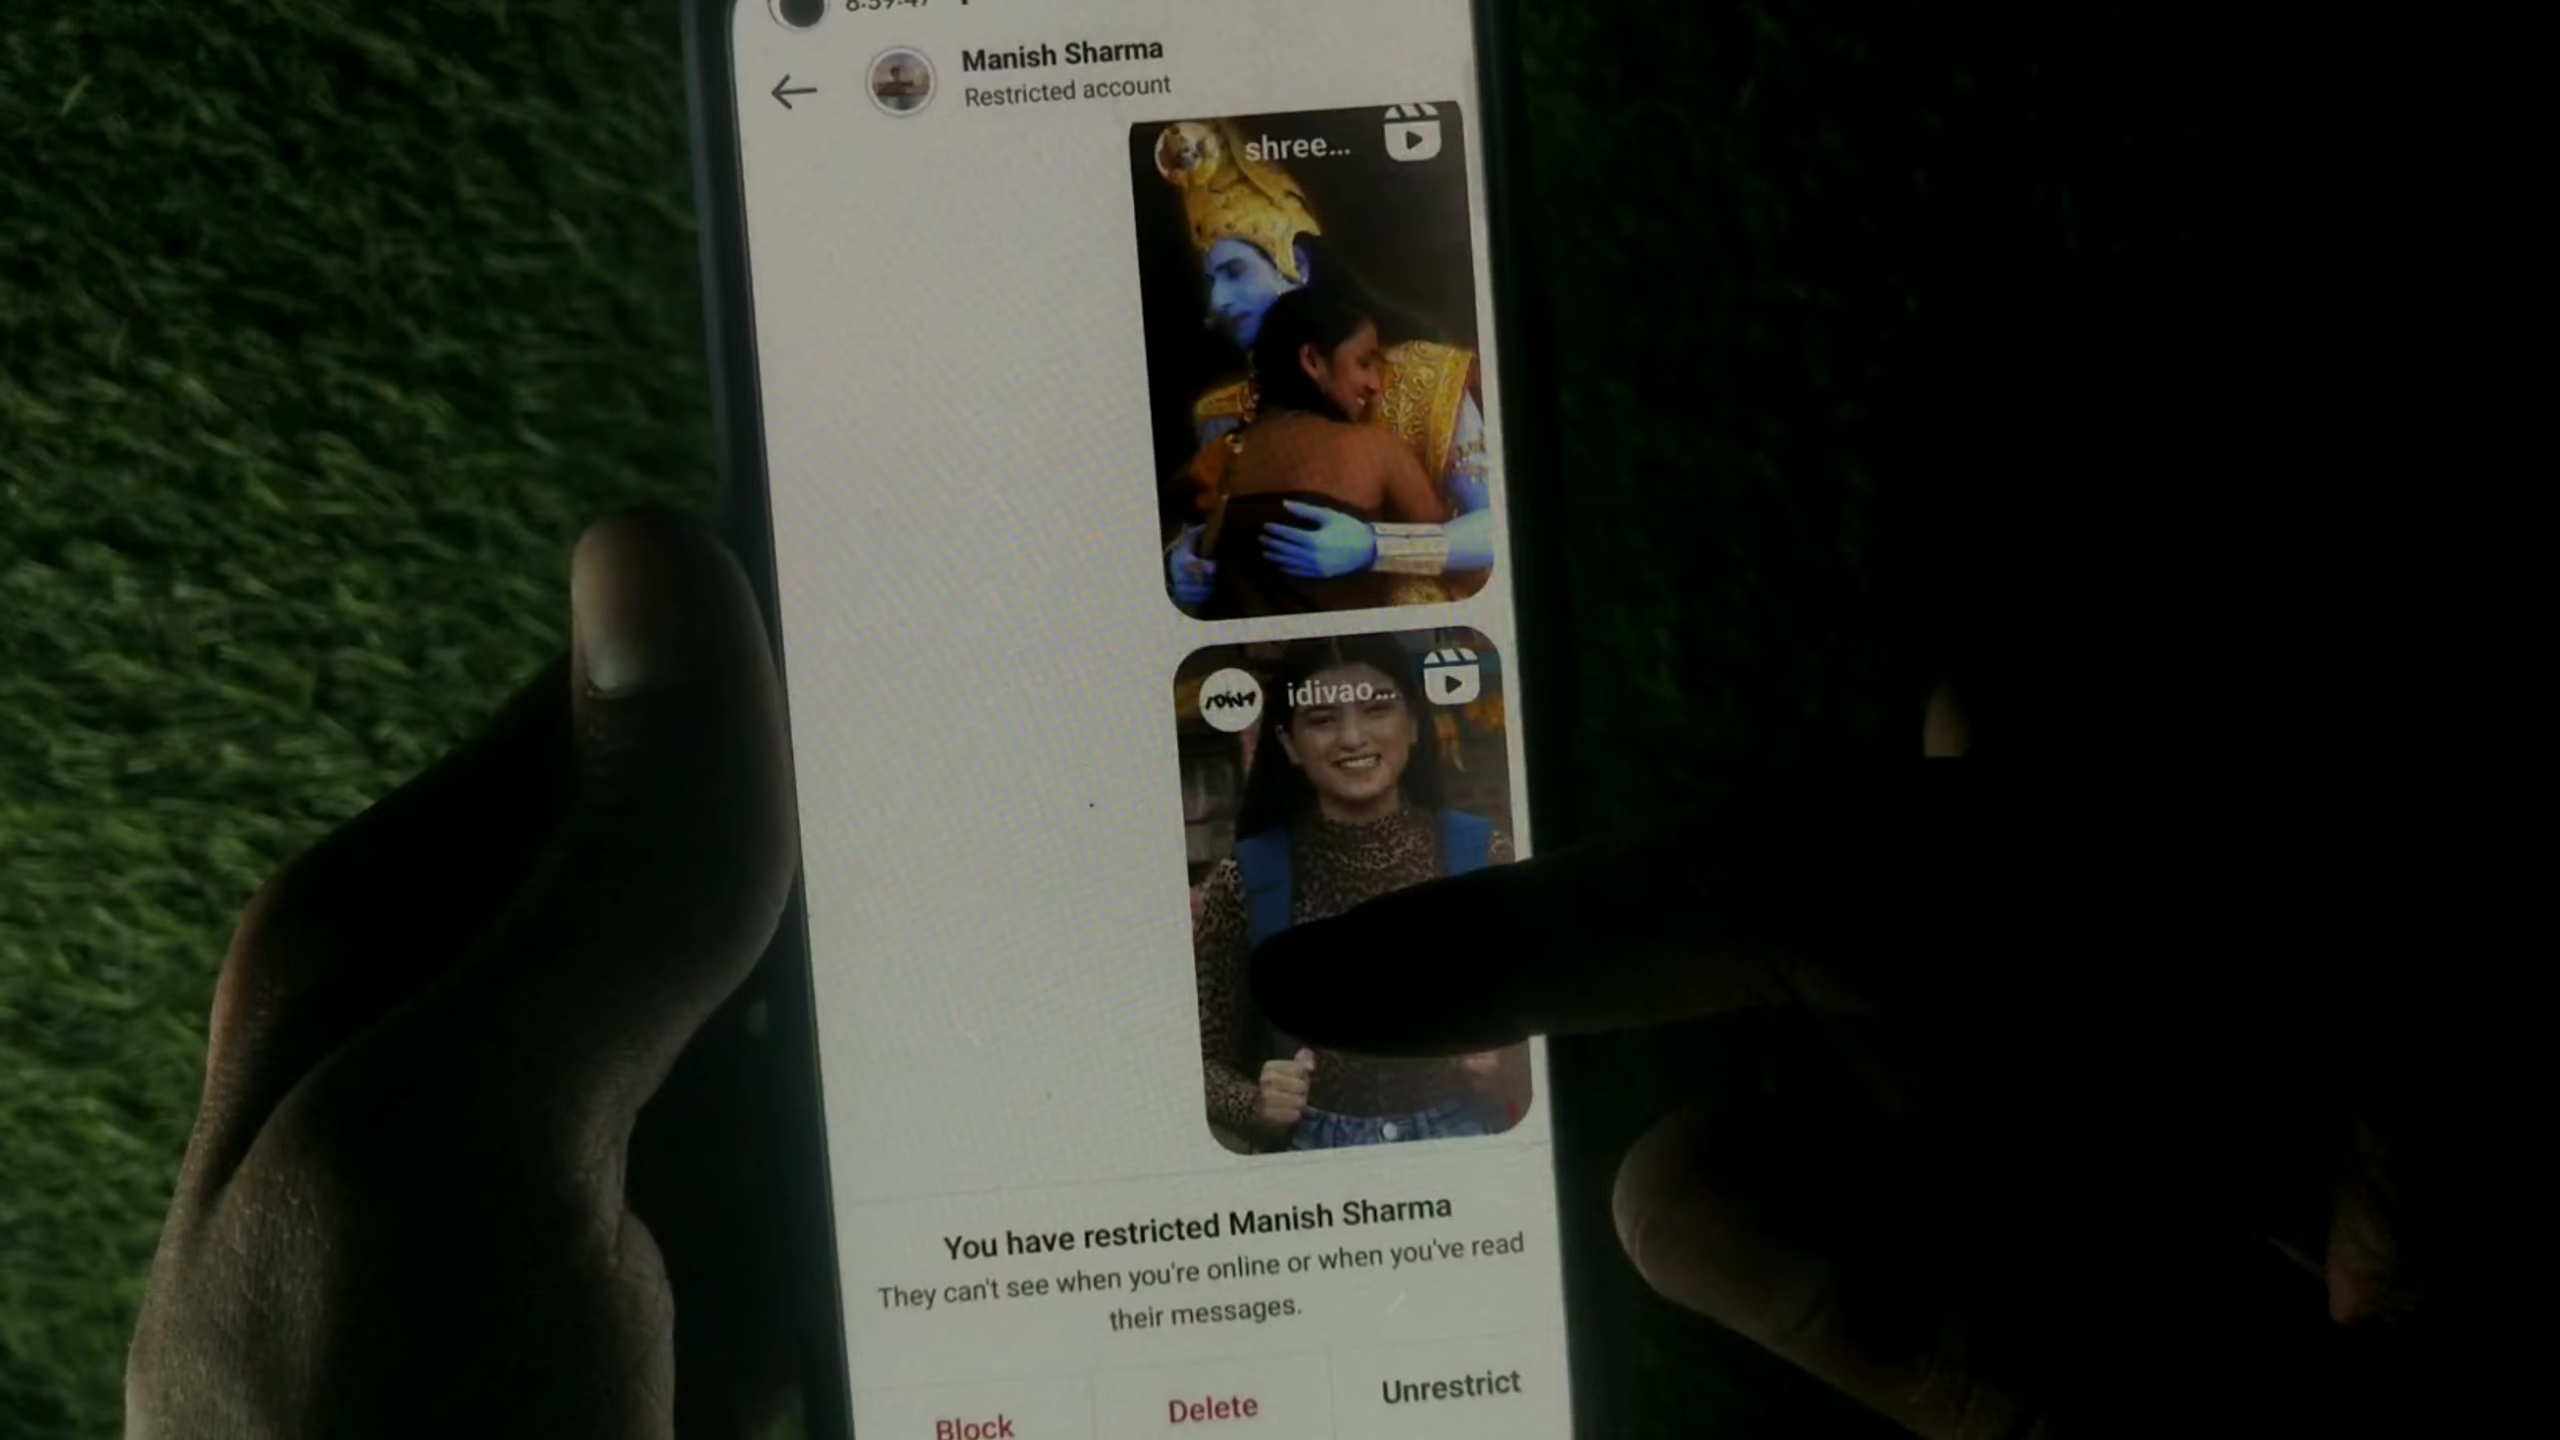 Manish Sharma
Restricted account
shree...
idivao...
You have restricted Manish Sharma
They can't see when you're online or when you've read
their messages.
Block
Delete
Unrestrict